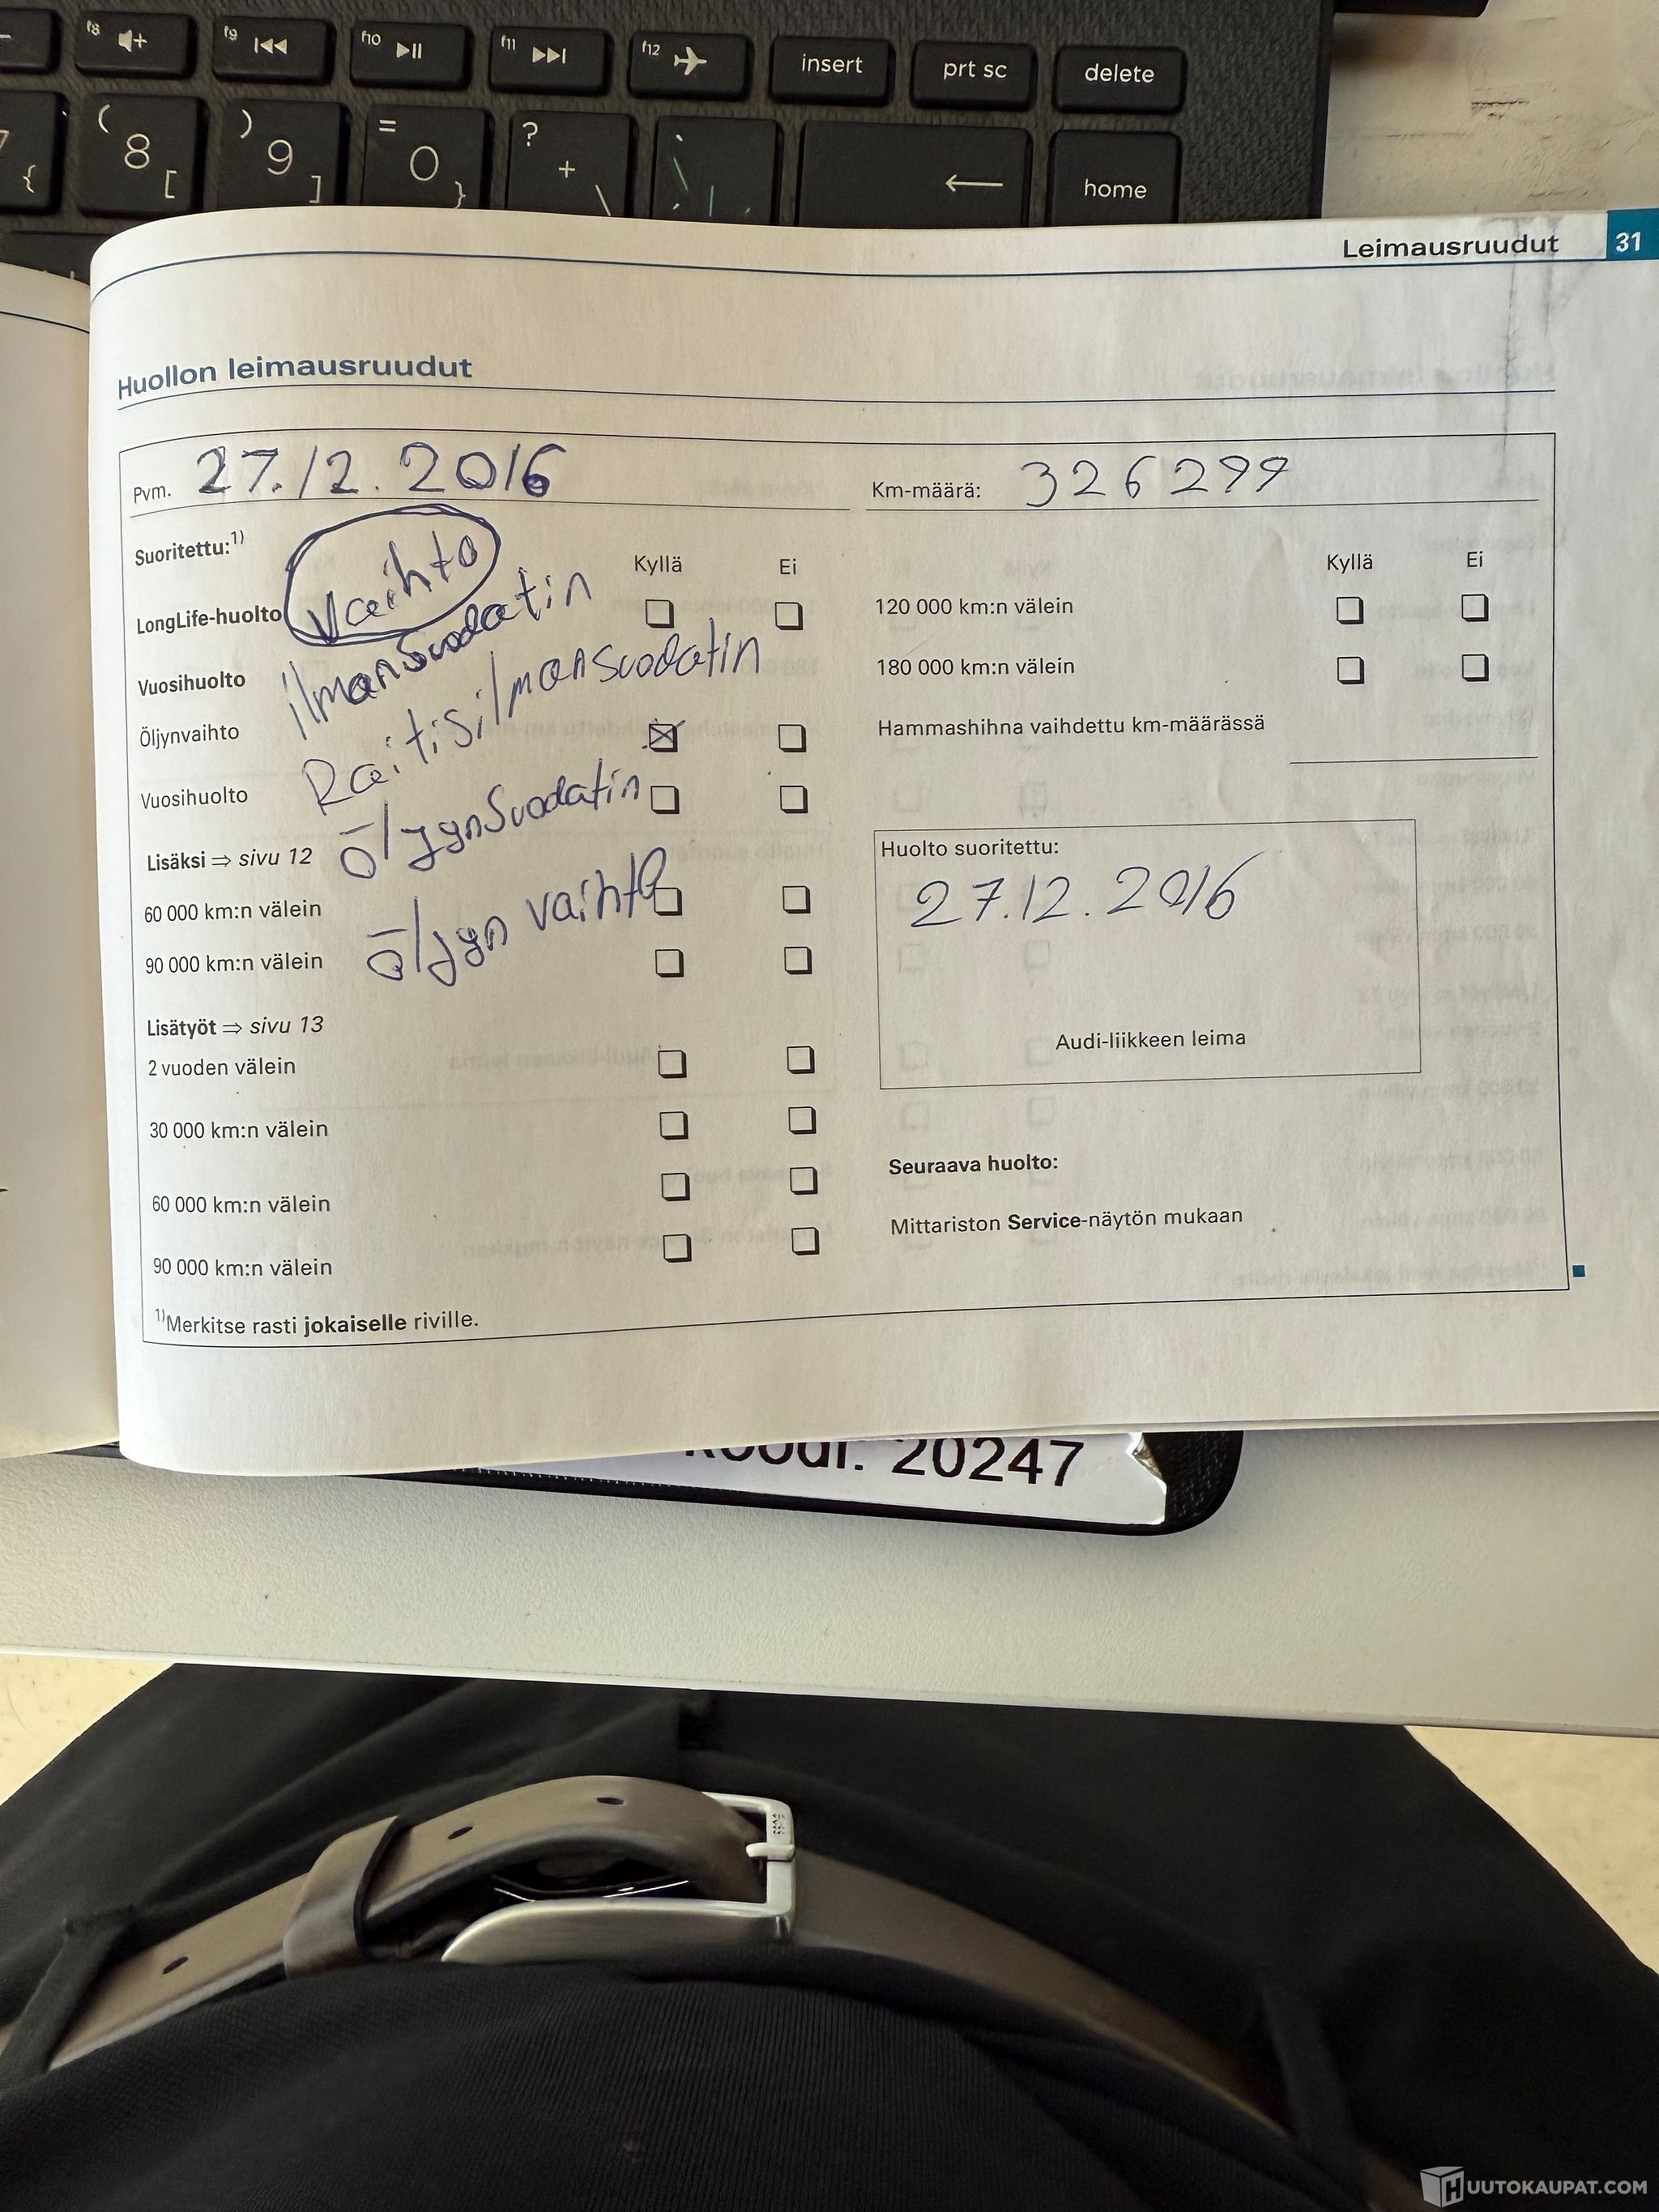 f8
f9
f10
f11
f12
insert
prt sc
delete
( 8 [
) 9 ]
= 0 }
? + \
home
Leimausruudut 31
Huollon leimausruudut
Pvm. 27.12.2016
Km-määrä: 326299
Suoritettu:1)
Kyllä Ei
LongLife-huolto
Vaihto
Vuosihuolto
ilmansuodatin
Öljynvaihto
Raitisilmansuodatin
Vuosihuolto
öljynsuodatin
Lisäksi ⇒ sivu 12
60 000 km:n välein
öljyn vaihto
90 000 km:n välein
Lisätyöt ⇒ sivu 13
2 vuoden välein
30 000 km:n välein
60 000 km:n välein
90 000 km:n välein
1)Merkitse rasti jokaiselle riville.
Kyllä Ei
120 000 km:n välein
180 000 km:n välein
Hammashihna vaihdettu km-määrässä
Huolto suoritettu:
27.12.2016
Audi-liikkeen leima
Seuraava huolto:
Mittariston Service-näytön mukaan
20247
HUUTOKAUPAT.COM